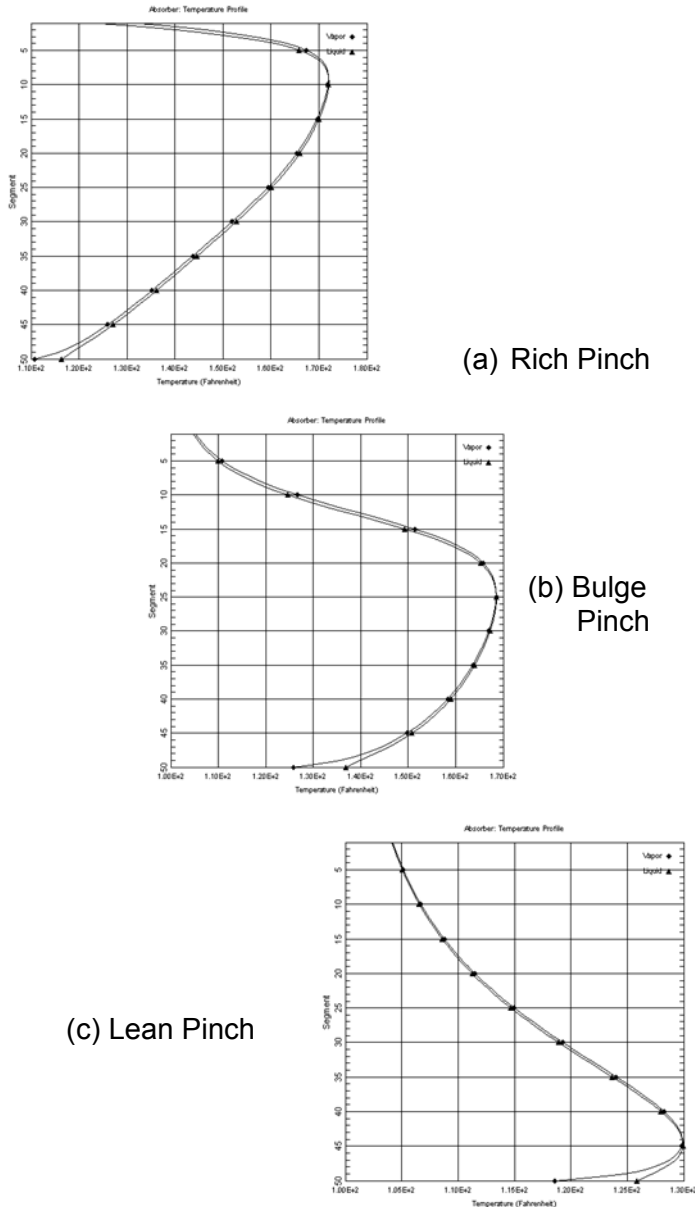 Absorber: Temperature Profile
Vapor
Liquid
5
10
15
20
25
30
35
40
45
50
Segment
1.10E+2 1.20E+2 1.30E+2 1.40E+2 1.50E+2 1.60E+2 1.70E+2 1.80E+2
Temperature (Fahrenheit)
(a) Rich Pinch
Absorber: Temperature Profile
Vapor
Liquid
5
10
15
20
25
30
35
40
45
50
Segment
1.00E+2 1.10E+2 1.20E+2 1.30E+2 1.40E+2 1.50E+2 1.60E+2 1.70E+2
Temperature (Fahrenheit)
(b) Bulge
Pinch
Absorber: Temperature Profile
Vapor
Liquid
5
10
15
20
25
30
35
40
45
50
Segment
1.00E+2 1.05E+2 1.10E+2 1.15E+2 1.20E+2 1.25E+2 1.30E+2
Temperature (Fahrenheit)
(c) Lean Pinch